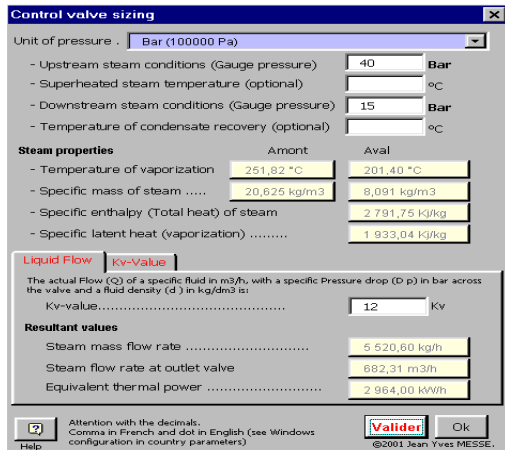 Control valve sizing
Unit of pressure . Bar (100000 Pa)
- Upstream steam conditions (Gauge pressure) 40 Bar
- Superheated steam temperature (optional) °C
- Downstream steam conditions (Gauge pressure) 15 Bar
- Temperature of condensate recovery (optional) °C
Steam properties Amont Aval
- Temperature of vaporization 251,82 °C 201,40 °C
- Specific mass of steam ..... 20,625 kg/m3 8,091 kg/m3
- Specific enthalpy (Total heat) of steam 2 791,75 Kj/kg
- Specific latent heat (vaporization) ......... 1 933,04 Kj/kg
Liquid Flow Kv-Value
The actual Flow (Q) of a specific fluid in m3/h, with a specific Pressure drop (D p) in bar across
the valve and a fluid density (d ) in kg/dm3 is:
Kv-value........................................... 12 Kv
Resultant values
Steam mass flow rate ............................ 5 520,60 kg/h
Steam flow rate at outlet valve 682,31 m3/h
Equivalent thermal power .......................... 2 964,00 kW/h
Help
Attention with the decimals.
Comma in French and dot in English (see Windows
configuration in country parameters)
Valider Ok
©2001 Jean Yves MESSE.